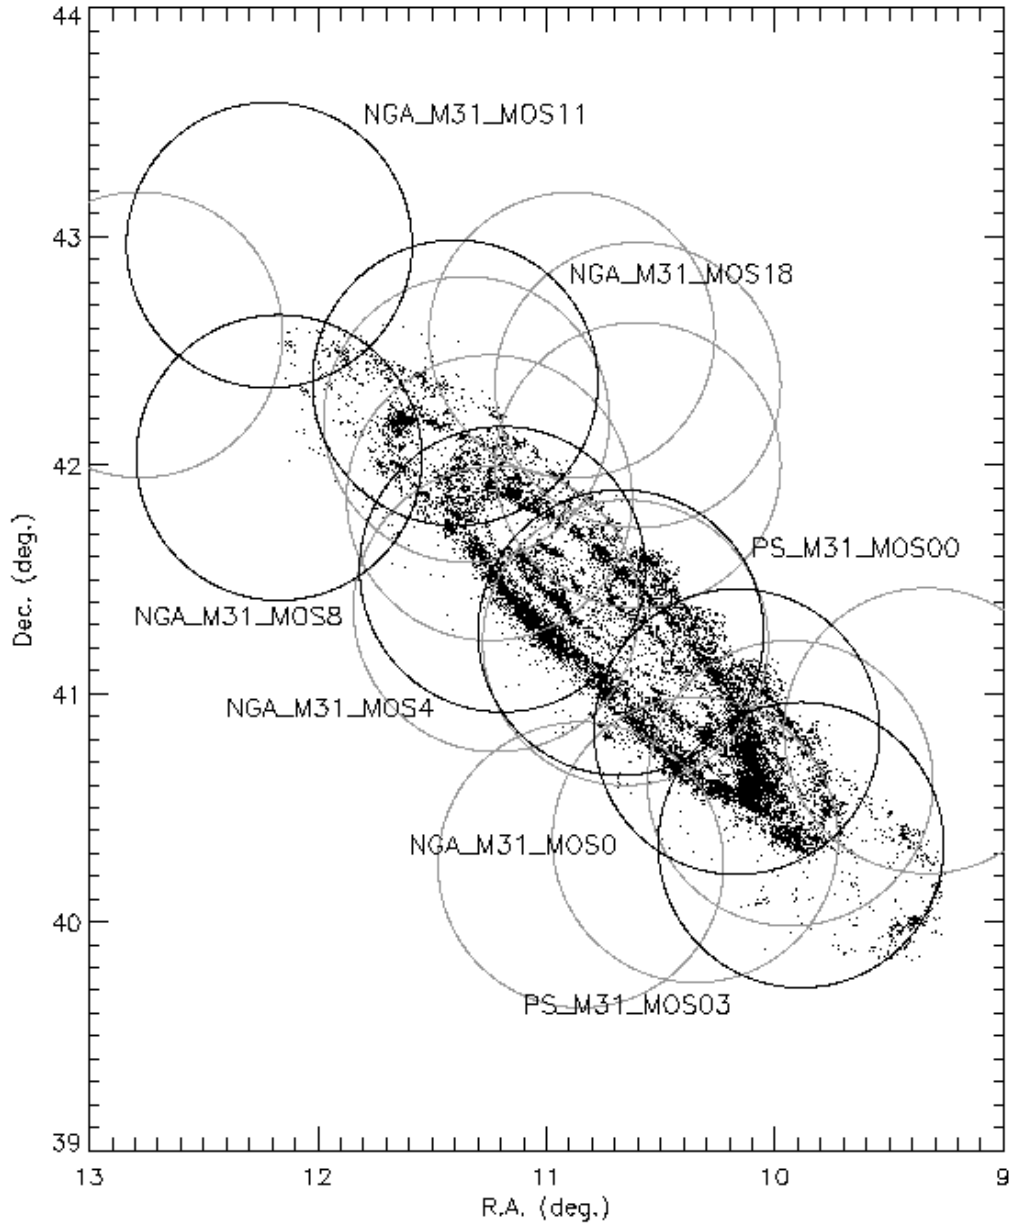 44
NGA_M31_MOS11
43
NGA_M31_MOS18
42
Dec. (deg.)
PS_M31_MOS00
NGA_M31_MOS8
41
NGA_M31_MOS4
NGA_M31_MOS0
40
PS_M31_MOS03
39
13 12 11 10 9
R.A. (deg.)